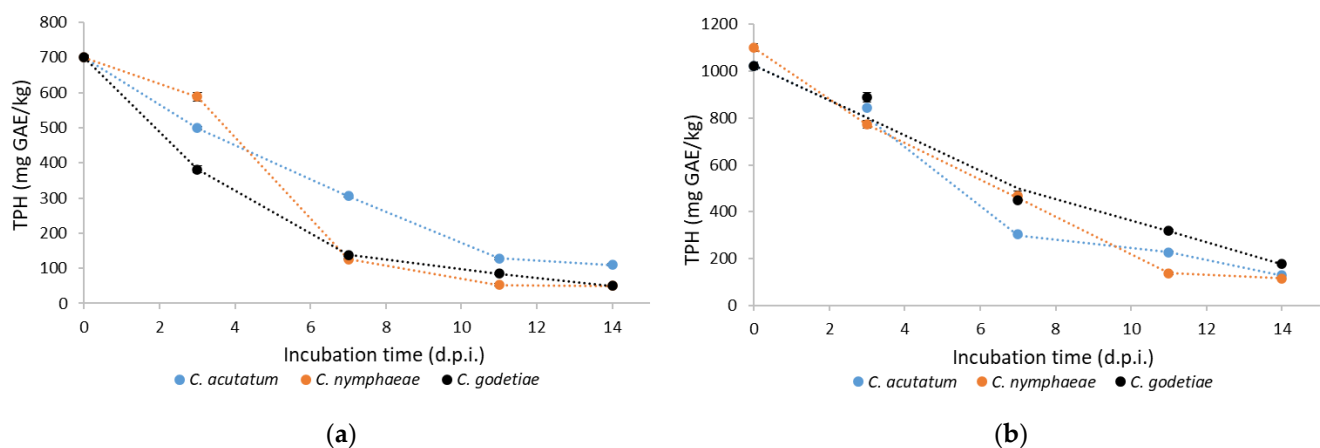 TPH (mg GAE/kg)
800
700
600
500
400
300
200
100
0
0 2 4 6 8 10 12 14
Incubation time (d.p.i.)
C. acutatum C. nymphaeae C. godetiae
(a)
TPH (mg GAE/kg)
1200
1000
800
600
400
200
0
0 2 4 6 8 10 12 14
Incubation time (d.p.i.)
C. acutatum C. nymphaeae C. godetiae
(b)